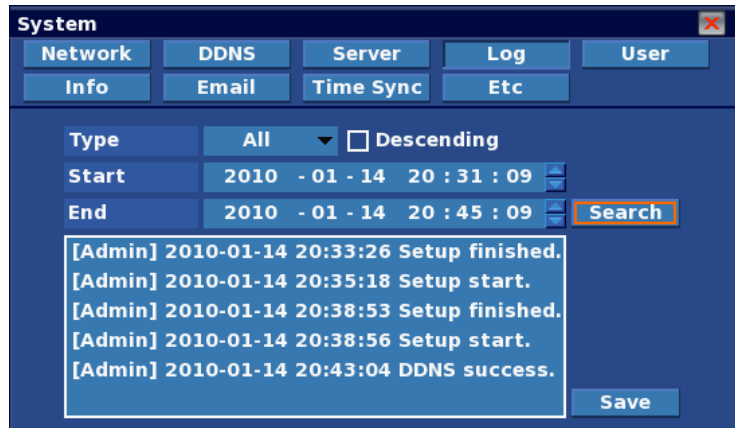 System
Network DDNS Server Log User
Info Email Time Sync Etc
Type All Descending
Start 2010 - 01 - 14 20 : 31 : 09
End 2010 - 01 - 14 20 : 45 : 09 Search
[Admin] 2010-01-14 20:33:26 Setup finished.
[Admin] 2010-01-14 20:35:18 Setup start.
[Admin] 2010-01-14 20:38:53 Setup finished.
[Admin] 2010-01-14 20:38:56 Setup start.
[Admin] 2010-01-14 20:43:04 DDNS success.
Save